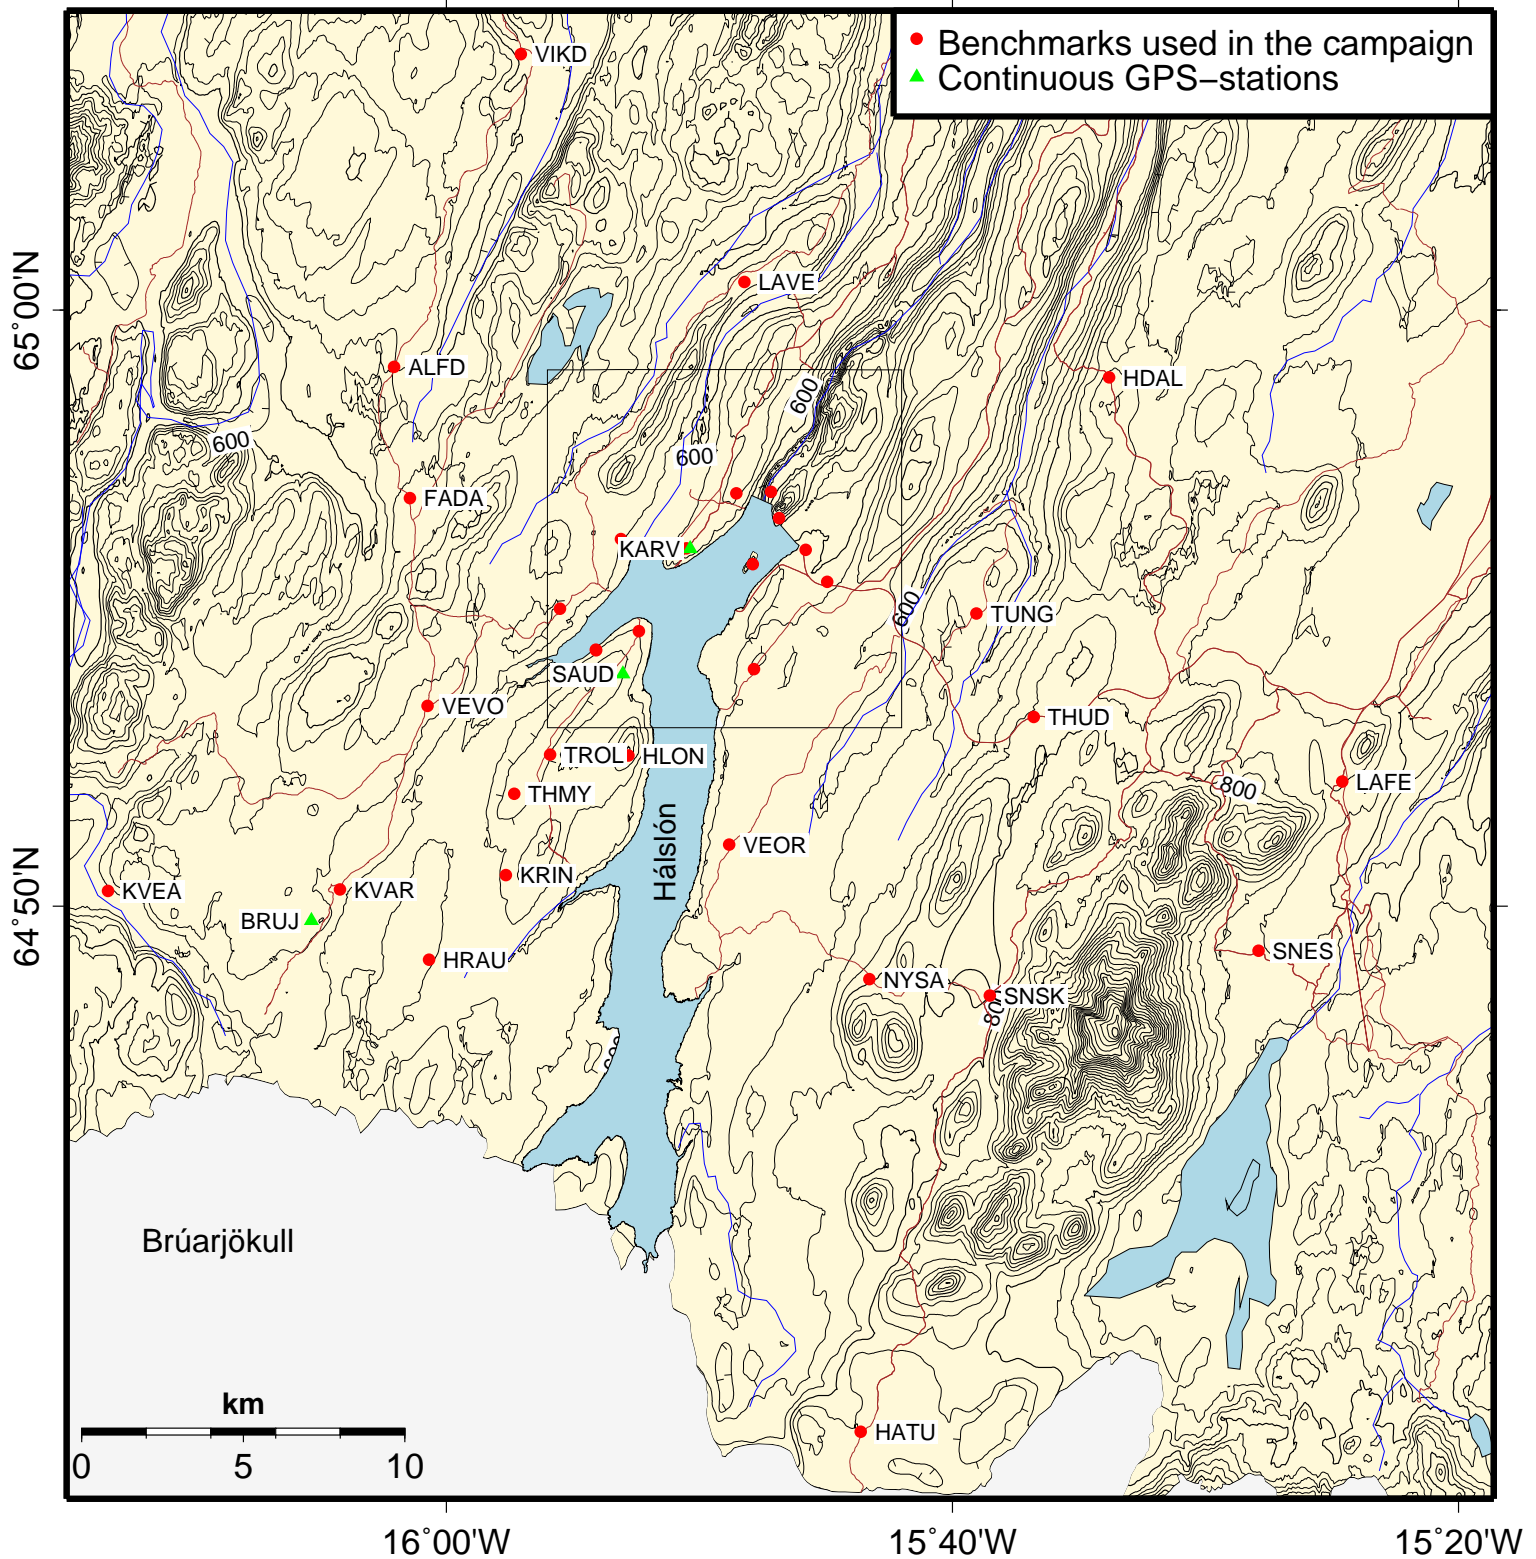 VIKD
Benchmarks used in the campaign
Continuous GPS–stations
LAVE
65°00'N
ALFD
HDAL
600
600
600
FADA
KARV
600
TUNG
SAUD
VEVO
THUD
TROL
HLON
LAFE
800
THMY
VEOR
Hálslón
KRIN
64°50'N
KVEA
KVAR
BRUJ
HRAU
SNES
NYSA
SNSK
Brúarjökull
km
HATU
0 5 10
16°00'W 15°40'W 15°20'W